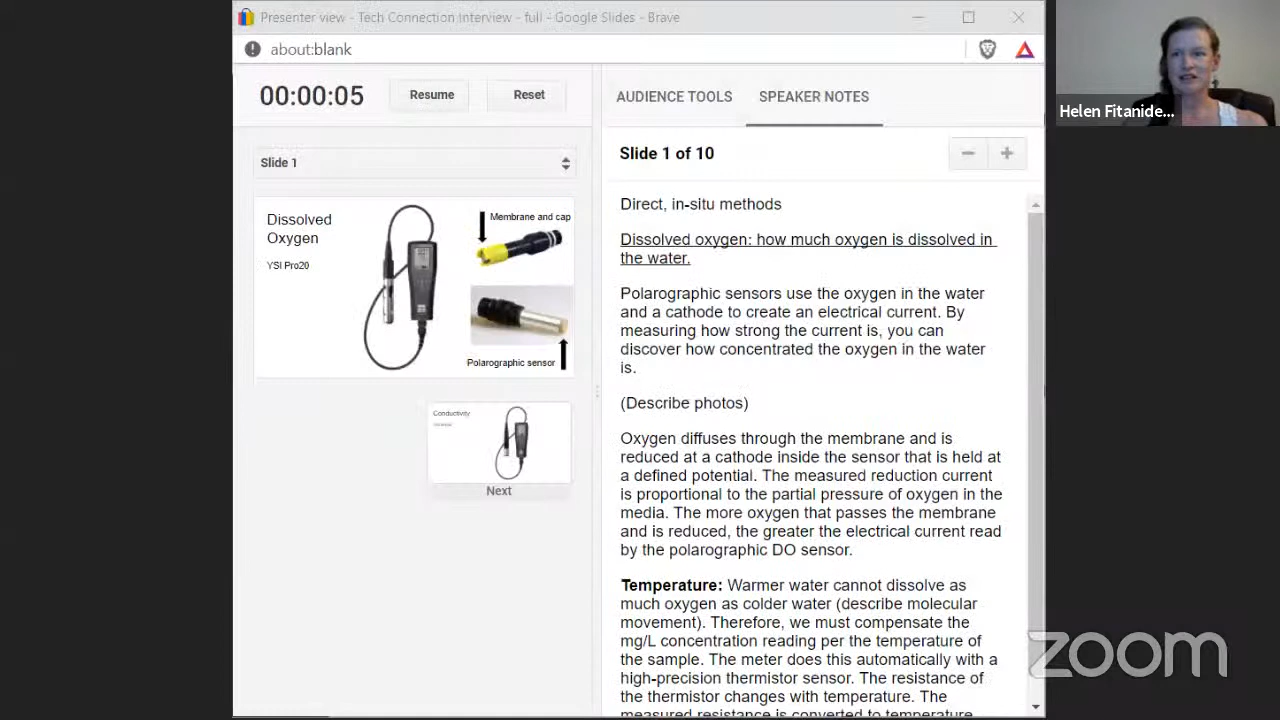 Presenter view - Tech Connection Interview - full - Google Slides - Brave
about:blank
00:00:05
Resume
Reset
AUDIENCE TOOLS
SPEAKER NOTES
Helen Fitanide...
Slide 1
Dissolved
Oxygen
YSI Pro20
Membrane and cap
Polarographic sensor
Conductivity
Next
Slide 1 of 10
Direct, in-situ methods
Dissolved oxygen: how much oxygen is dissolved in
the water.
Polarographic sensors use the oxygen in the water
and a cathode to create an electrical current. By
measuring how strong the current is, you can
discover how concentrated the oxygen in the water
is.
(Describe photos)
Oxygen diffuses through the membrane and is
reduced at a cathode inside the sensor that is held at
a defined potential. The measured reduction current
is proportional to the partial pressure of oxygen in the
media. The more oxygen that passes the membrane
and is reduced, the greater the electrical current read
by the polarographic DO sensor.
Temperature: Warmer water cannot dissolve as
much oxygen as colder water (describe molecular
movement). Therefore, we must compensate the
mg/L concentration reading per the temperature of
the sample. The meter does this automatically with a
high-precision thermistor sensor. The resistance of
the thermistor changes with temperature. The
measured resistance is converted to temperature
zoom